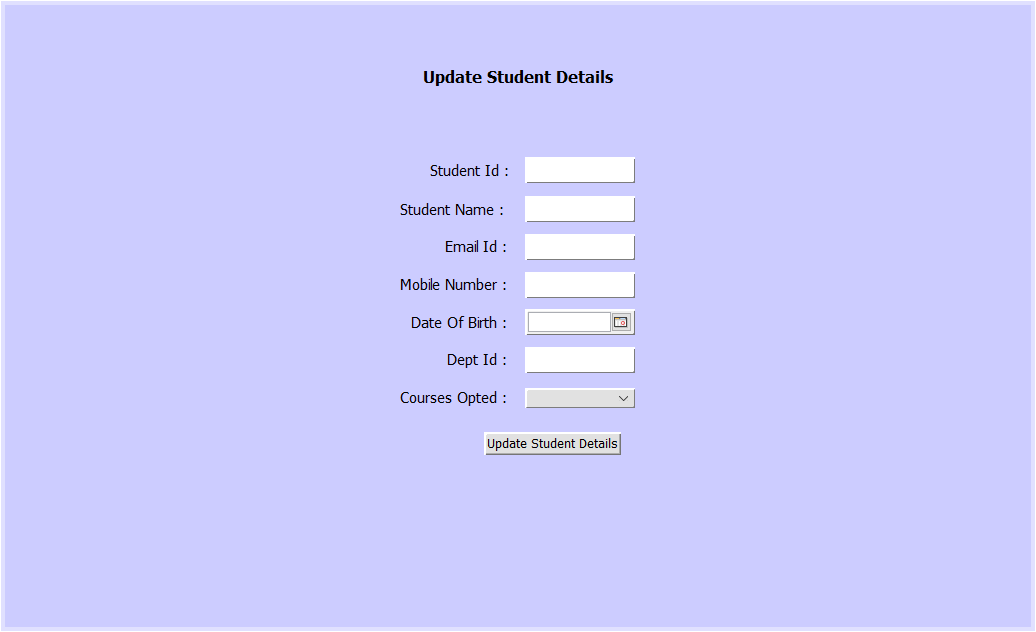 Update Student Details
Student Id :
Student Name :
Email Id :
Mobile Number :
Date Of Birth :
Dept Id :
Courses Opted :
Update Student Details